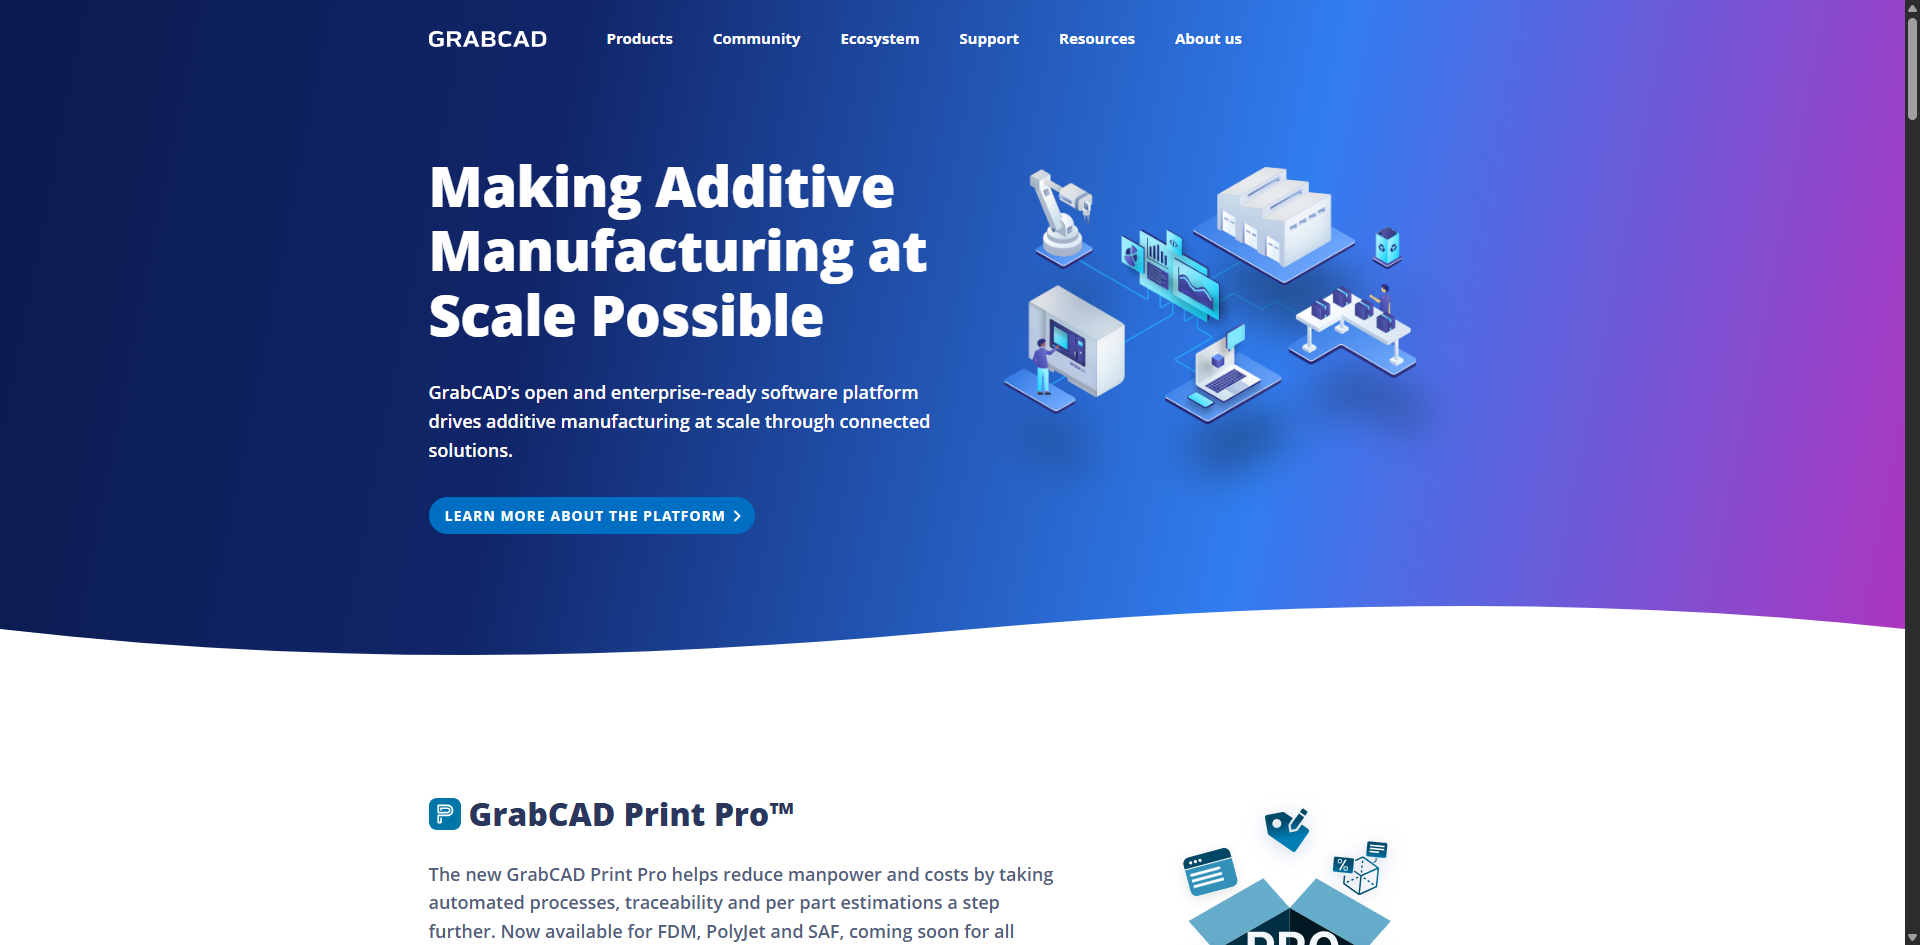 GRABCAD
Products
Community
Ecosystem
Support
Resources
About us
Making Additive
Manufacturing at
Scale Possible
GrabCAD’s open and enterprise-ready software platform
drives additive manufacturing at scale through connected
solutions.
LEARN MORE ABOUT THE PLATFORM
GrabCAD Print Pro™
The new GrabCAD Print Pro helps reduce manpower and costs by taking
automated processes, traceability and per part estimations a step
further. Now available for FDM, PolyJet and SAF, coming soon for all
%
PRO